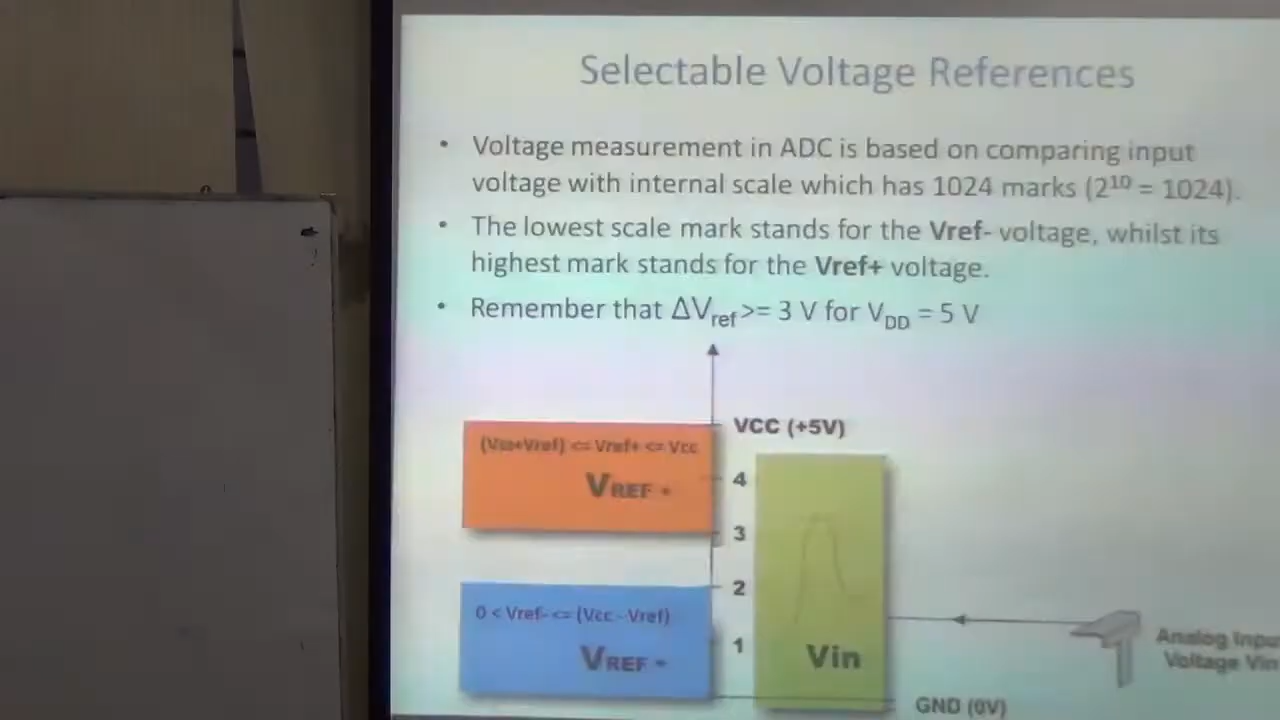 Selectable Voltage References
• Voltage measurement in ADC is based on comparing input
voltage with internal scale which has 1024 marks (2¹⁰ = 1024).
• The lowest scale mark stands for the Vref- voltage, whilst its
highest mark stands for the Vref+ voltage.
• Remember that ΔVref >= 3 V for VDD = 5 V
VCC (+5V)
(Vss+Vref) <= Vref+ <= Vcc
VREF +
4
3
2
0 < Vref- <= (Vcc - Vref)
VREF -
1
Vin
Analog Inpu
Voltage Vin
GND (0V)